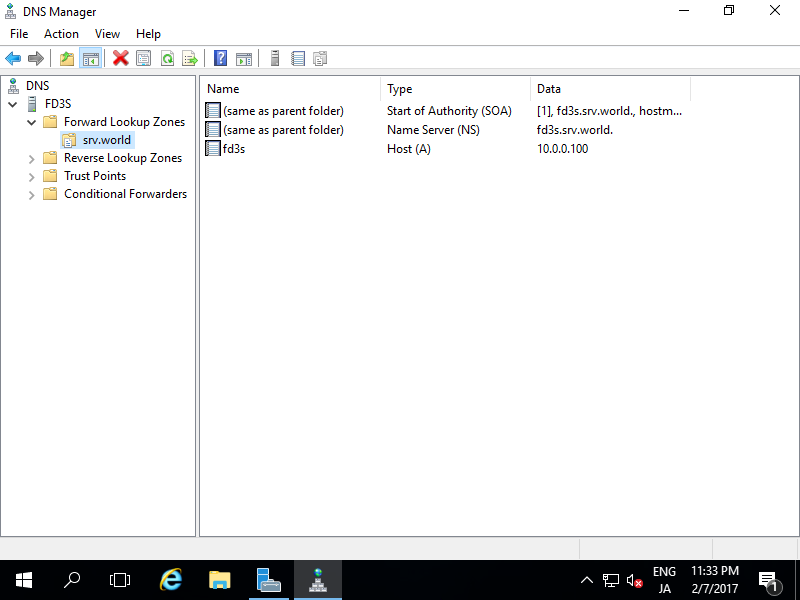 DNS Manager
File Action View Help
DNS
FD3S
Forward Lookup Zones
srv.world
Reverse Lookup Zones
Trust Points
Conditional Forwarders
Name Type Data
(same as parent folder) Start of Authority (SOA) [1], fd3s.srv.world., hostm...
(same as parent folder) Name Server (NS) fd3s.srv.world.
fd3s Host (A) 10.0.0.100
ENG 11:33 PM
JA 2/7/2017
1